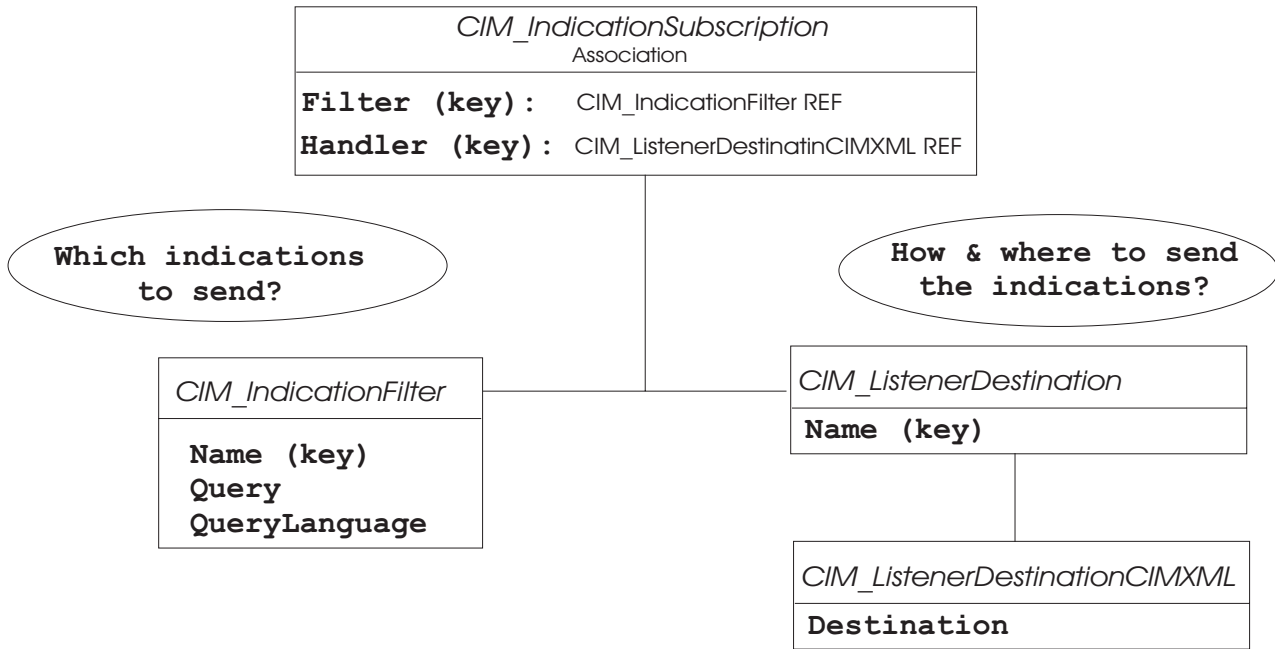 CIM_IndicationSubscription
Association
Filter (key): CIM_IndicationFilter REF
Handler (key): CIM_ListenerDestinatinCIMXML REF
Which indications
to send?
How & where to send
the indications?
CIM_IndicationFilter
Name (key)
Query
QueryLanguage
CIM_ListenerDestination
Name (key)
CIM_ListenerDestinationCIMXML
Destination